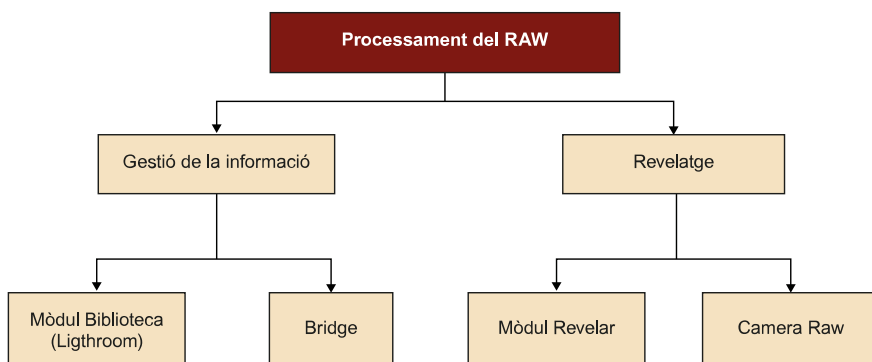 Processament del RAW
Gestió de la informació
Revelatge
Mòdul Biblioteca
(Ligthroom)
Bridge
Mòdul Revelar
Camera Raw